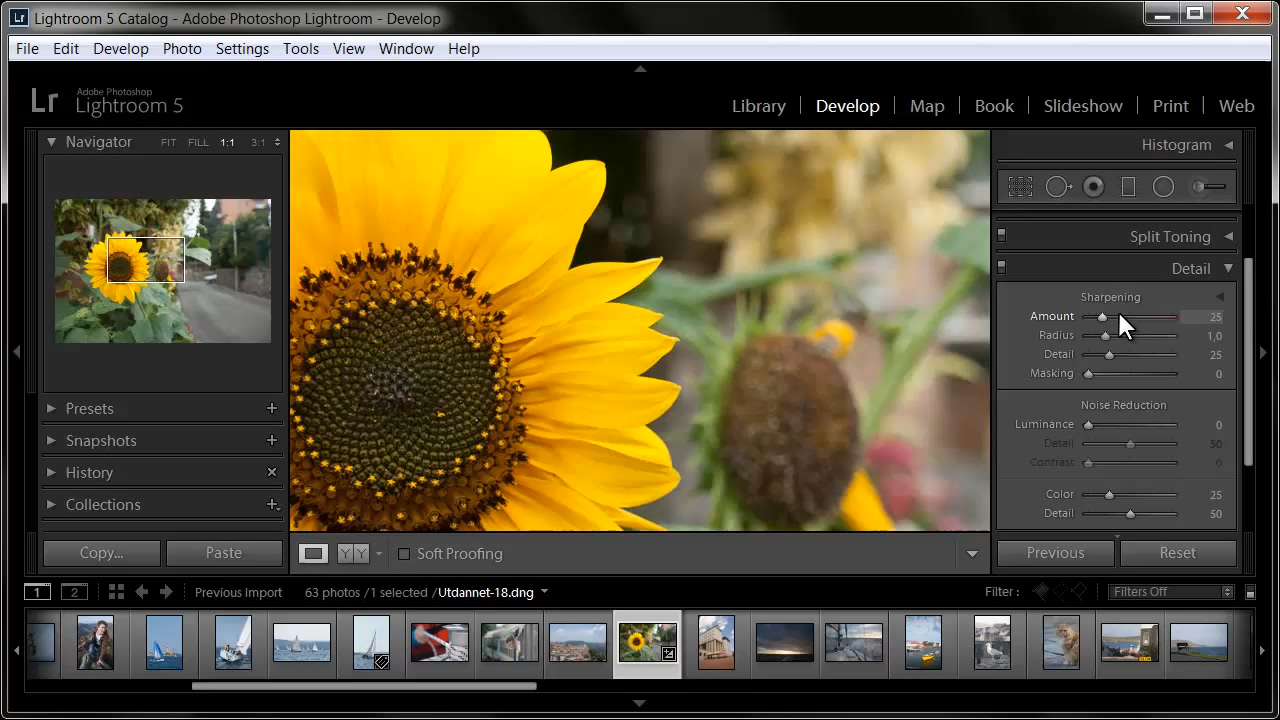 Lr Lightroom 5 Catalog - Adobe Photoshop Lightroom - Develop
File Edit Develop Photo Settings Tools View Window Help
Lr Adobe Photoshop
Lightroom 5
Library Develop Map Book Slideshow Print Web
Navigator FIT FILL 1:1 3:1
Histogram
Split Toning
Detail
Sharpening
Amount 25
Radius 1,0
Detail 25
Masking 0
Noise Reduction
Luminance 0
Detail 50
Contrast 0
Color 25
Detail 50
Presets
Snapshots
History
Collections
Copy... Paste
YY Soft Proofing
Previous Reset
1 2 Previous Import 63 photos /1 selected /Utdannet-18.dng Filter : Filters Off